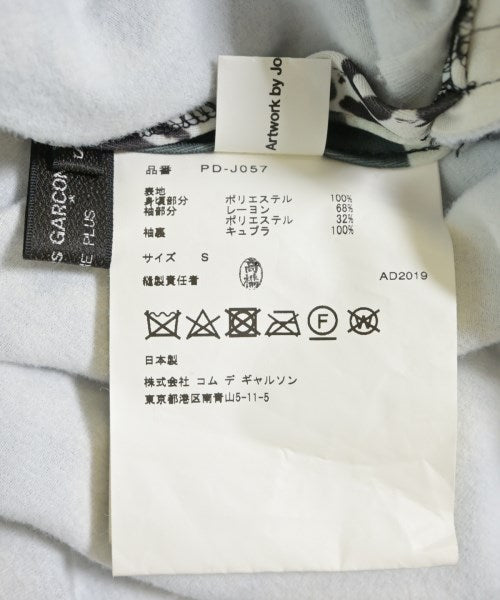 Artwork by Jo
S GARCON
ME PLUS
品番 PD-J057
表地
身頃部分 ポリエステル 100%
袖部分 レーヨン 68%
ポリエステル 32%
袖裏 キュプラ 100%
サイズ S
縫製責任者
AD2019
F
W
日本製
株式会社 コム デ ギャルソン
東京都港区南青山5-11-5